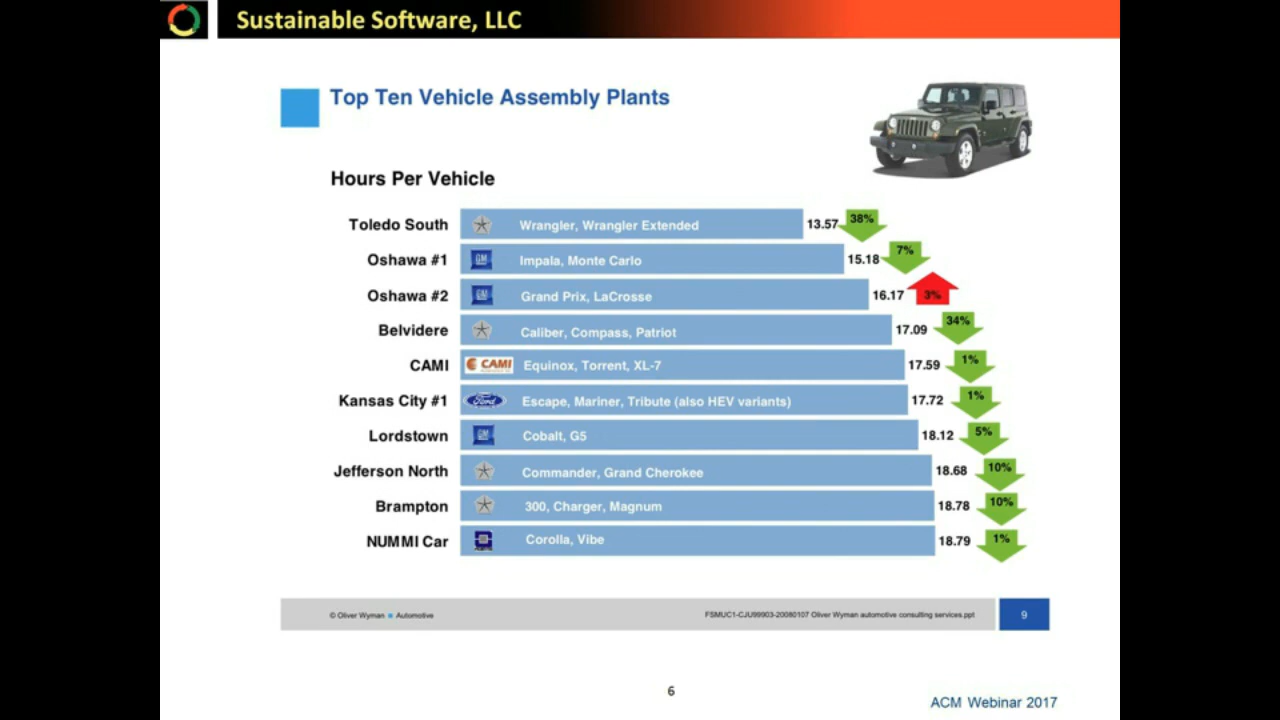 Sustainable Software, LLC
Top Ten Vehicle Assembly Plants
Hours Per Vehicle
Toledo South Wrangler, Wrangler Extended 13.57 38%
Oshawa #1 GM Impala, Monte Carlo 15.18 7%
Oshawa #2 GM Grand Prix, LaCrosse 16.17 3%
Belvidere Caliber, Compass, Patriot 17.09 34%
CAMI CAMI Equinox, Torrent, XL-7 17.59 1%
Kansas City #1 Ford Escape, Mariner, Tribute (also HEV variants) 17.72 1%
Lordstown GM Cobalt, G5 18.12 5%
Jefferson North Commander, Grand Cherokee 18.68 10%
Brampton 300, Charger, Magnum 18.78 10%
NUMMI Car Corolla, Vibe 18.79 1%
© Oliver Wyman ■ Automotive FSMUC1-CJU99903-20080107 Oliver Wyman automotive consulting services.ppt 9
6
ACM Webinar 2017